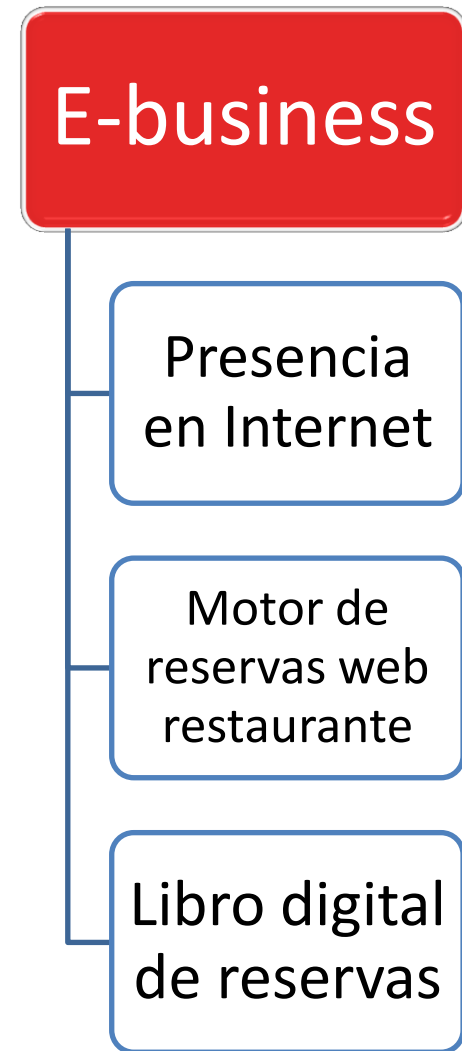 E-business
Presencia
en Internet
Motor de
reservas web
restaurante
Libro digital
de reservas